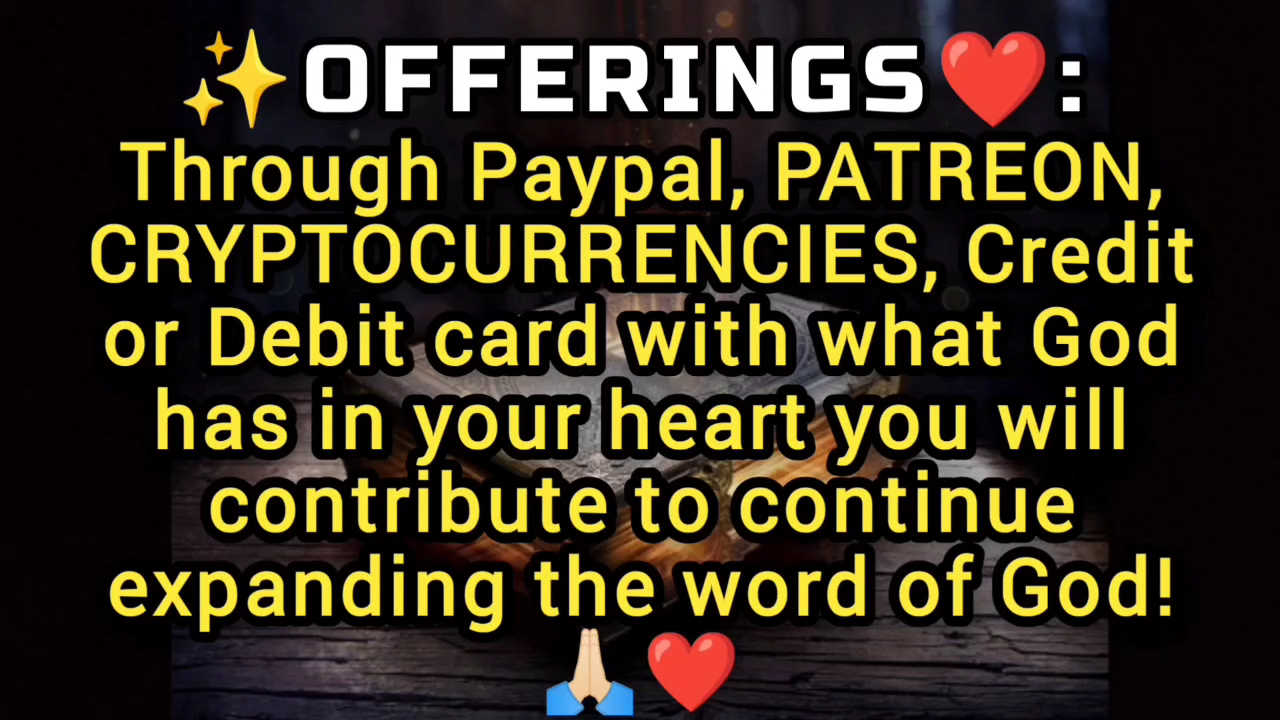 ✨OFFERINGS❤️:
Through Paypal, PATREON,
CRYPTOCURRENCIES, Credit
or Debit card with what God
has in your heart you will
contribute to continue
expanding the word of God!
🙏🏻❤️